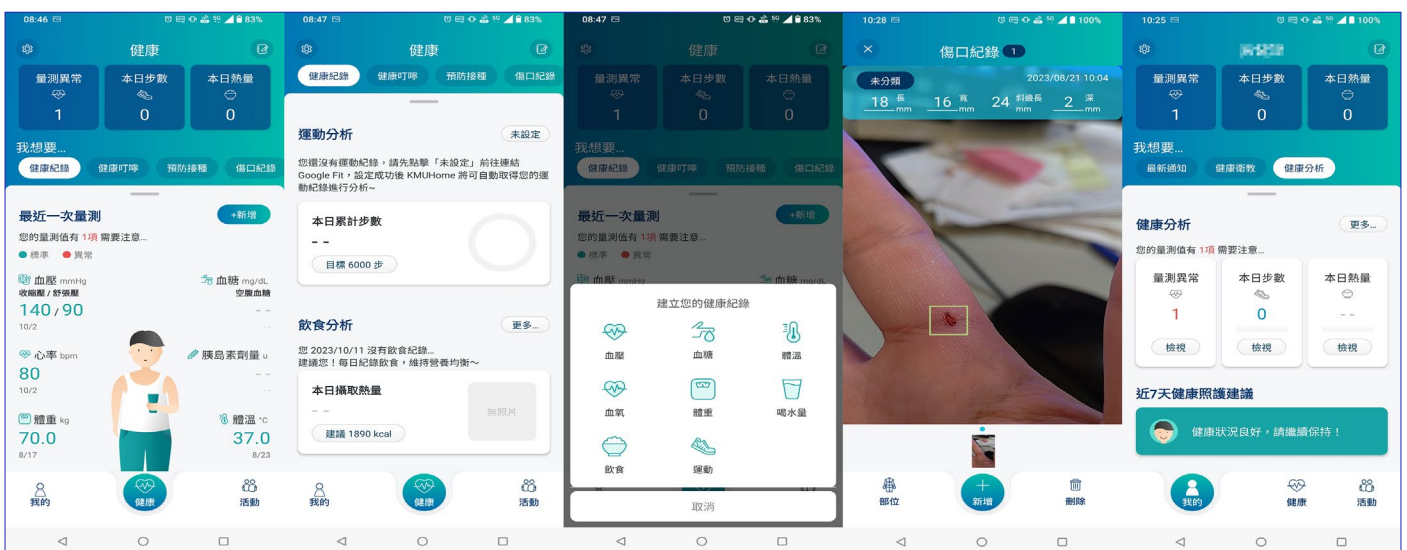 08:46
5G
83%
健康
量測異常
本日步數
本日熱量
1
0
0
我想要...
健康紀錄
健康叮嚀
預防接種
傷口紀錄
最近一次量測
+新增
您的量測值有 1項 需要注意...
標準
異常
血壓 mmHg
血糖 mg/dL
收縮壓 / 舒張壓
空腹血糖
140 / 90
- -
10/2
- -
心率 bpm
胰島素劑量 u
80
- -
10/2
- -
體重 kg
體溫 °C
70.0
37.0
8/17
8/23
我的
健康
活動
08:47
5G
83%
健康
健康紀錄
健康叮嚀
預防接種
傷口紀錄
運動分析
未設定
您還沒有運動紀錄,請先點擊「未設定」前往連結
Google Fit,設定成功後 KMUHome 將可自動取得您的運
動紀錄進行分析~
本日累計步數
- -
目標 6000 步
飲食分析
更多...
您 2023/10/11 沒有飲食紀錄...
建議您!每日紀錄飲食,維持營養均衡～
本日攝取熱量
- -
無照片
建議 1890 kcal
我的
健康
活動
08:47
5G
83%
健康
量測異常
本日步數
本日熱量
1
0
0
我想要...
健康紀錄
健康叮嚀
預防接種
傷口紀錄
最近一次量測
+新增
您的量測值有 1項 需要注意...
標準
異常
血壓 mmHg
血糖 mg/dL
建立您的健康紀錄
血壓
血糖
體溫
血氧
體重
喝水量
飲食
運動
取消
10:28
5G
100%
傷口紀錄 1
未分類
2023/08/21 10:04
18 長 mm
16 寬 mm
24 斜邊長 mm
2 深 mm
部位
新增
刪除
10:25
5G
100%
量測異常
本日步數
本日熱量
1
0
0
我想要...
最新通知
健康衛教
健康分析
健康分析
更多...
您的量測值有 1項 需要注意...
量測異常
本日步數
本日熱量
1
0
- -
檢視
檢視
檢視
近7天健康照護建議
健康狀況良好,請繼續保持!
我的
健康
活動